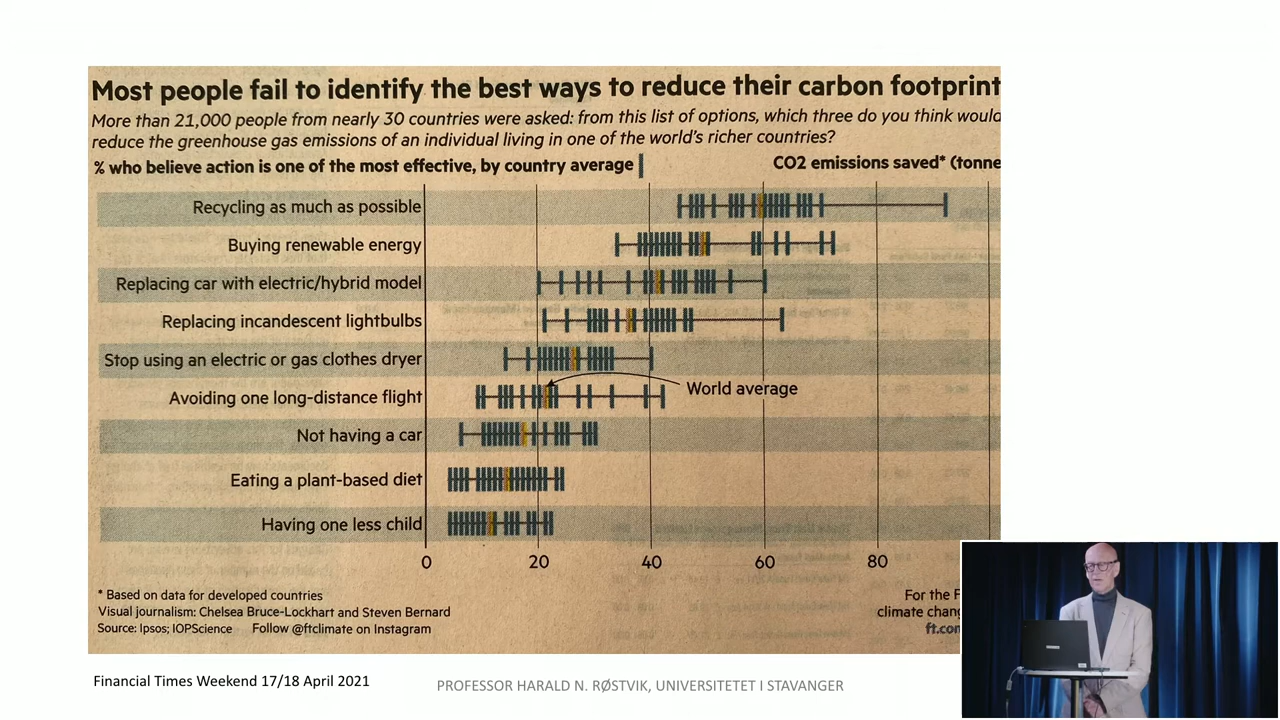 Most people fail to identify the best ways to reduce their carbon footprint
More than 21,000 people from nearly 30 countries were asked: from this list of options, which three do you think would
reduce the greenhouse gas emissions of an individual living in one of the world's richer countries?
% who believe action is one of the most effective, by country average
CO2 emissions saved* (tonne
Recycling as much as possible
Buying renewable energy
Replacing car with electric/hybrid model
Replacing incandescent lightbulbs
Stop using an electric or gas clothes dryer
Avoiding one long-distance flight
World average
Not having a car
Eating a plant-based diet
Having one less child
0 20 40 60 80
* Based on data for developed countries
Visual journalism: Chelsea Bruce-Lockhart and Steven Bernard
Source: Ipsos; IOPScience Follow @ftclimate on Instagram
For the F
climate chang
ft.con
Financial Times Weekend 17/18 April 2021
PROFESSOR HARALD N. RØSTVIK, UNIVERSITETET I STAVANGER